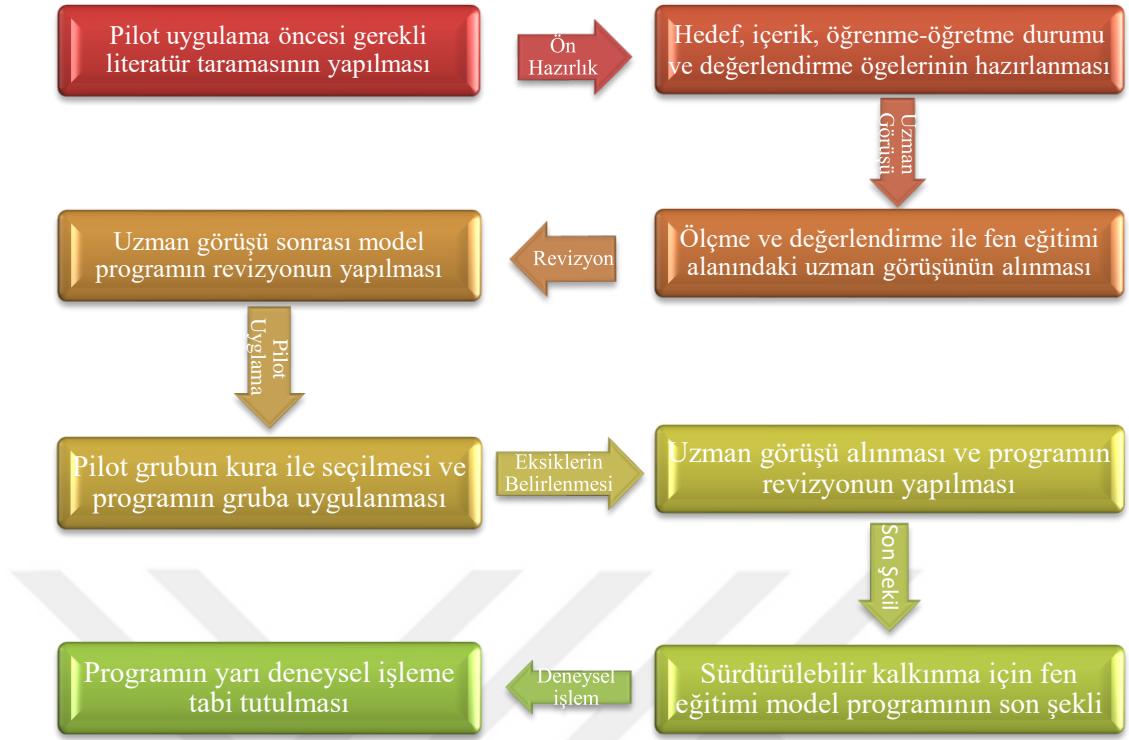 Pilot uygulama öncesi gerekli
literatür taramasının yapılması
Ön
Hazırlık
Hedef, içerik, öğrenme-öğretme durumu
ve değerlendirme ögelerinin hazırlanması
Uzman
Görüşü
Ölçme ve değerlendirme ile fen eğitimi
alanındaki uzman görüşünün alınması
Revizyon
Uzman görüşü sonrası model
programın revizyonun yapılması
Pilot
Uyglama
Pilot grubun kura ile seçilmesi ve
programın gruba uygulanması
Eksiklerin
Belirlenmesi
Uzman görüşü alınması ve programın
revizyonun yapılması
Son Şekil
Sürdürülebilir kalkınma için fen
eğitimi model programının son şekli
Deneysel
işlem
Programın yarı deneysel işleme
tabi tutulması